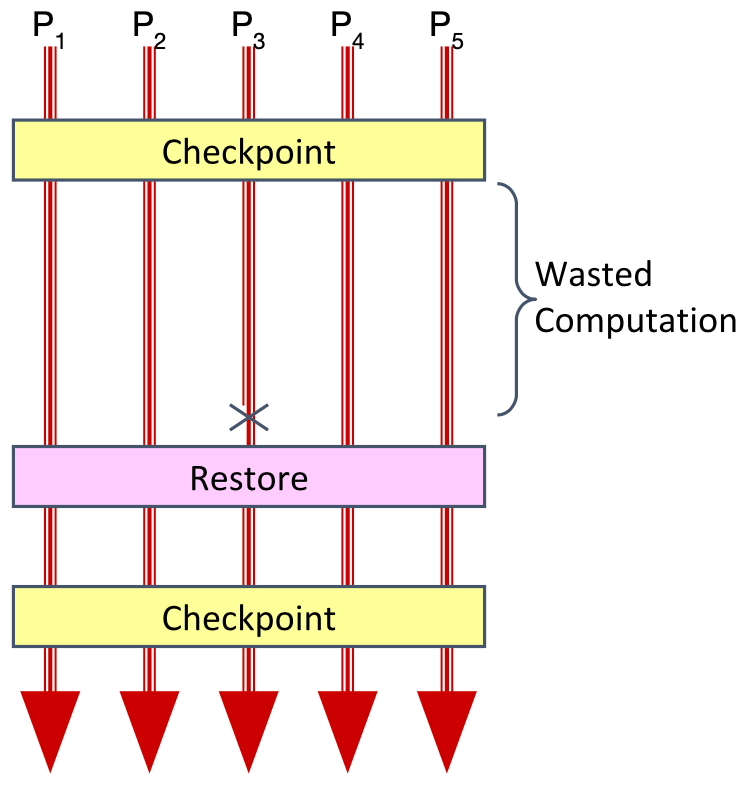 P1 P2 P3 P4 P5
Checkpoint
Wasted
Computation
Restore
Checkpoint